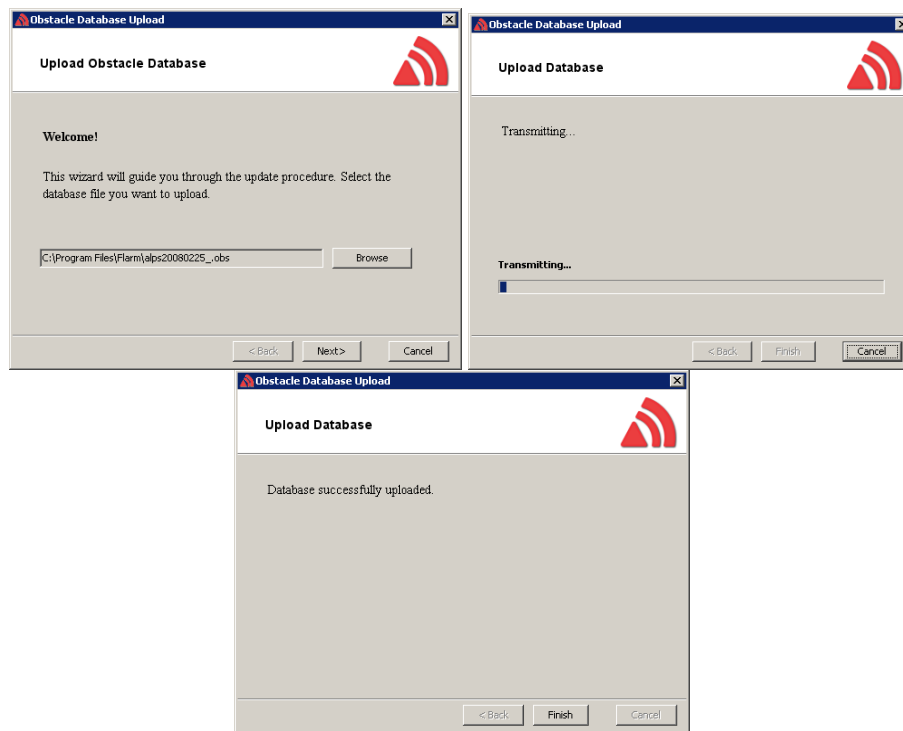 Obstacle Database Upload
Upload Obstacle Database
Welcome!
This wizard will guide you through the update procedure. Select the
database file you want to upload.
C:\Program Files\Flarm\alps20080225_.obs
Browse
< Back
Next>
Cancel
Obstacle Database Upload
Upload Database
Transmitting...
Transmitting...
< Back
Finish
Cancel
Obstacle Database Upload
Upload Database
Database successfully uploaded.
< Back
Finish
Cancel